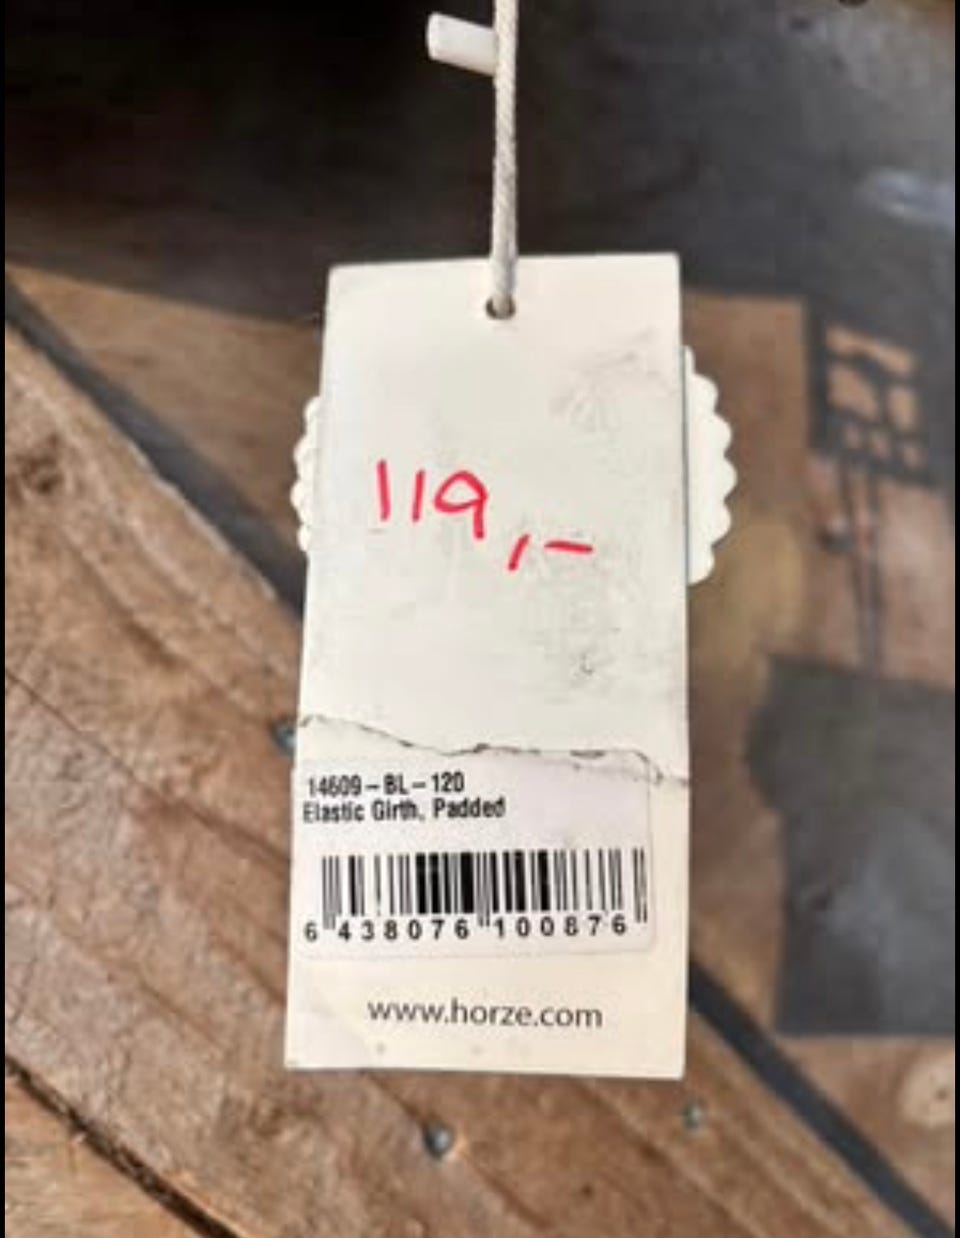 119,-
14609-BL-120
Elastic Girth, Padded
6 438076 100876
www.horze.com